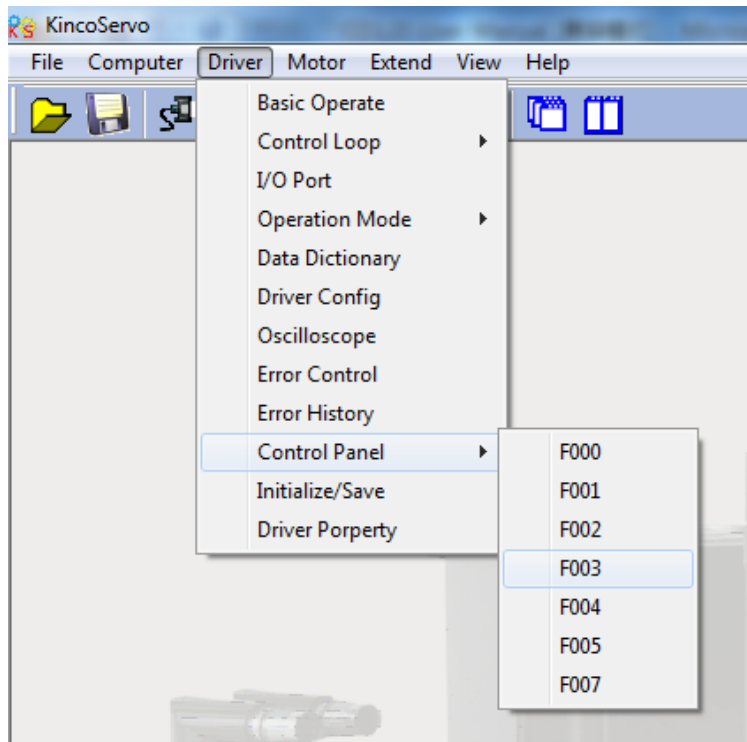 KincoServo
File Computer Driver Motor Extend View Help
Basic Operate
Control Loop
I/O Port
Operation Mode
Data Dictionary
Driver Config
Oscilloscope
Error Control
Error History
Control Panel
Initialize/Save
Driver Porperty
F000
F001
F002
F003
F004
F005
F007